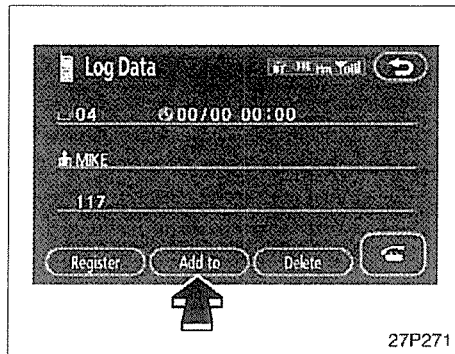 Log Data
04 00/00 00:00
MIKE
117
Register Add to Delete
27P271